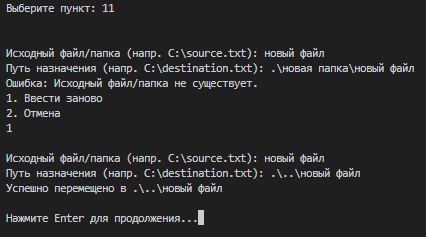 Выберите пункт: 11
Исходный файл/папка (напр. C:\source.txt): новый файл
Путь назначения (напр. C:\destination.txt): .\новая папка\новый файл
Ошибка: Исходный файл/папка не существует.
1. Ввести заново
2. Отмена
1
Исходный файл/папка (напр. C:\source.txt): новый файл
Путь назначения (напр. C:\destination.txt): .\..\новый файл
Успешно перемещено в .\..\новый файл
Нажмите Enter для продолжения...